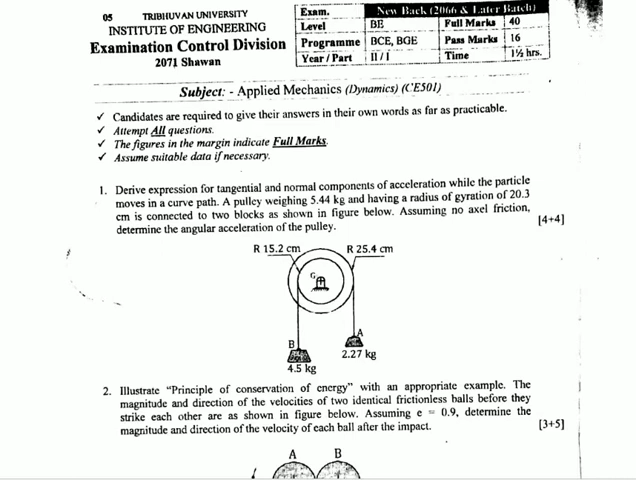 05 TRIBHUVAN UNIVERSITY
INSTITUTE OF ENGINEERING
Examination Control Division
2071 Shawan
Exam. New Back (2066 & Later Batch)
Level BE Full Marks 40
Programme BCE, BGE Pass Marks 16
Year / Part II / I Time 1½ hrs.
Subject: - Applied Mechanics (Dynamics) (CE501)
✓ Candidates are required to give their answers in their own words as far as practicable.
✓ Attempt All questions.
✓ The figures in the margin indicate Full Marks.
✓ Assume suitable data if necessary.
1. Derive expression for tangential and normal components of acceleration while the particle
moves in a curve path. A pulley weighing 5.44 kg and having a radius of gyration of 20.3
cm is connected to two blocks as shown in figure below. Assuming no axel friction,
determine the angular acceleration of the pulley. [4+4]
R 15.2 cm R 25.4 cm
G
B A
2.27 kg
4.5 kg
2. Illustrate “Principle of conservation of energy” with an appropriate example. The
magnitude and direction of the velocities of two identical frictionless balls before they
strike each other are as shown in figure below. Assuming e = 0.9, determine the
magnitude and direction of the velocity of each ball after the impact. [3+5]
A B